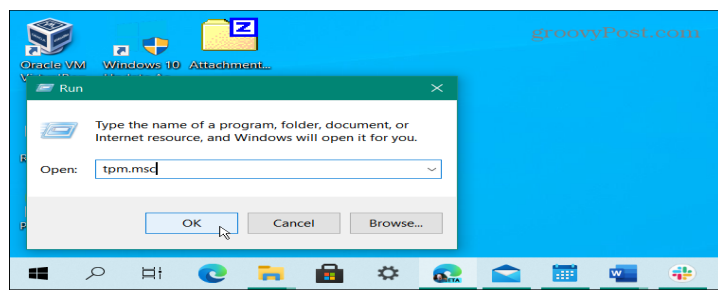 groovyPost.com
Oracle VM Windows 10 Attachment...
Run
Type the name of a program, folder, document, or
Internet resource, and Windows will open it for you.
Open: tpm.msc
OK Cancel Browse...
BETA